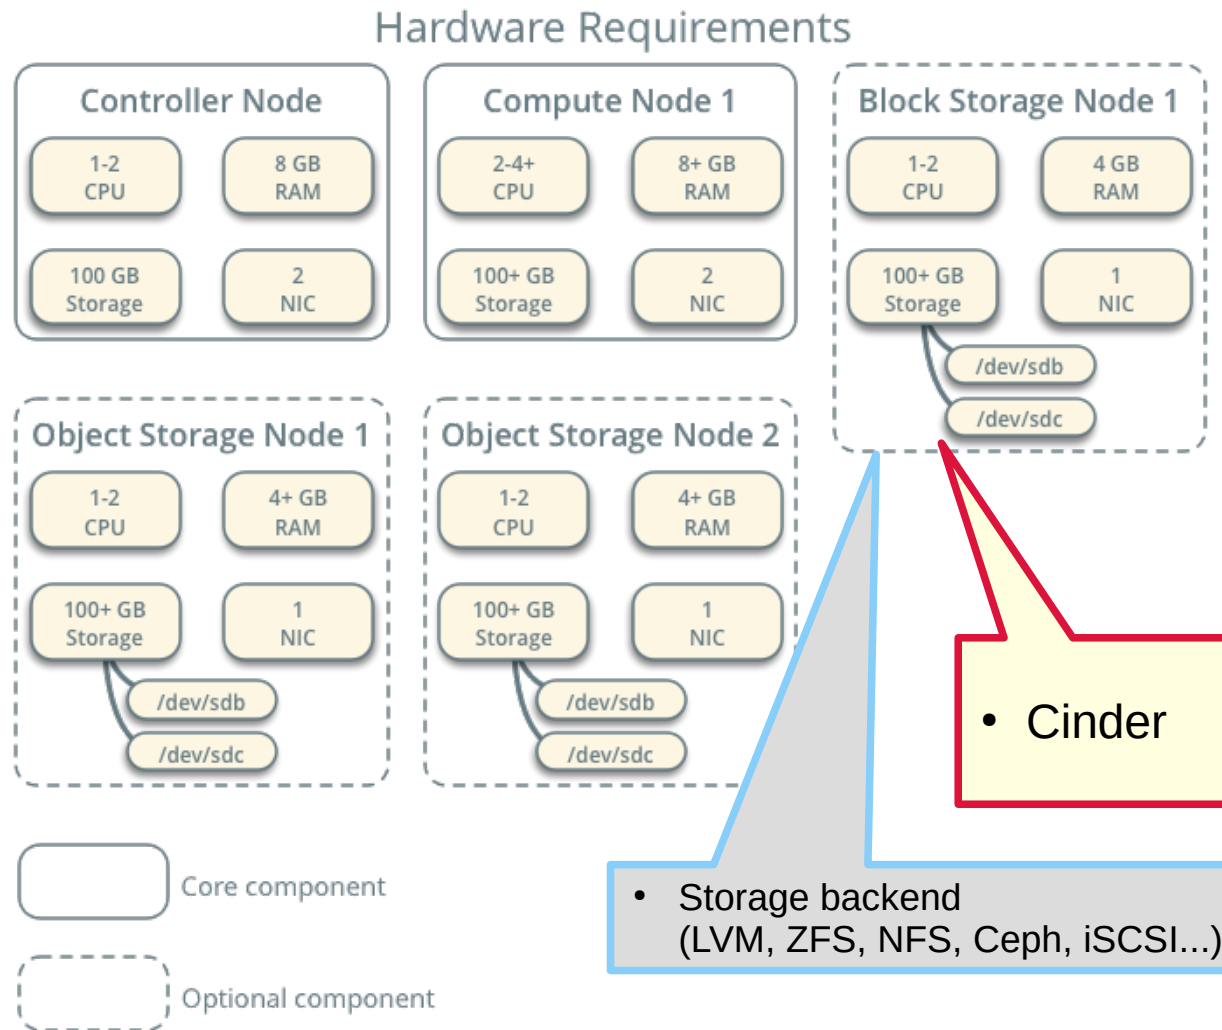 Hardware Requirements
Controller Node
1-2
CPU
8 GB
RAM
100 GB
Storage
2
NIC
Compute Node 1
2-4+
CPU
8+ GB
RAM
100+ GB
Storage
2
NIC
Block Storage Node 1
1-2
CPU
4 GB
RAM
100+ GB
Storage
1
NIC
/dev/sdb
/dev/sdc
Object Storage Node 1
1-2
CPU
4+ GB
RAM
100+ GB
Storage
1
NIC
/dev/sdb
/dev/sdc
Object Storage Node 2
1-2
CPU
4+ GB
RAM
100+ GB
Storage
1
NIC
/dev/sdb
/dev/sdc
• Cinder
• Storage backend
(LVM, ZFS, NFS, Ceph, iSCSI...)
Core component
Optional component